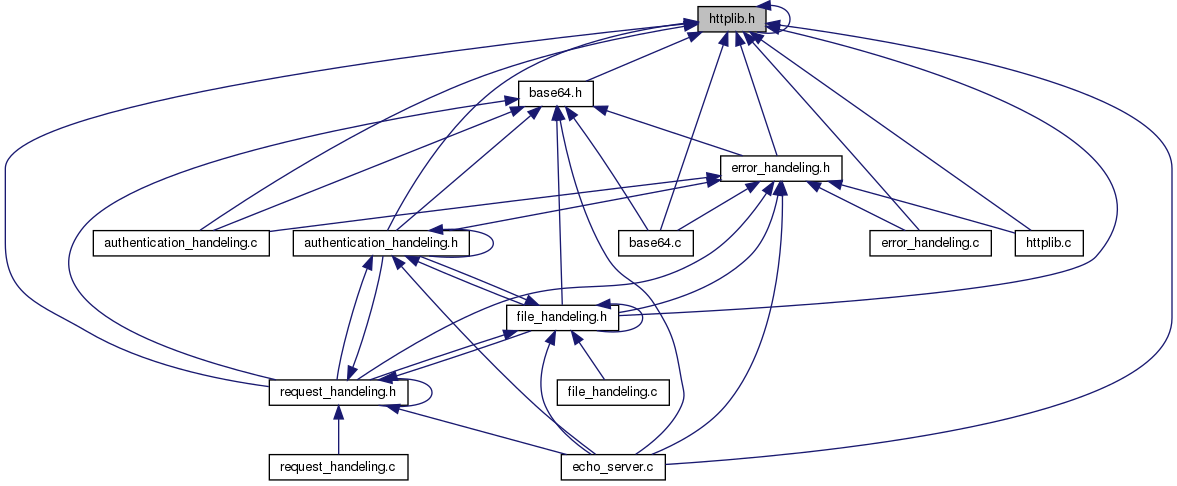 httplib.h
base64.h
error_handeling.h
authentication_handeling.c
authentication_handeling.h
base64.c
error_handeling.c
httplib.c
file_handeling.h
request_handeling.h
file_handeling.c
request_handeling.c
echo_server.c